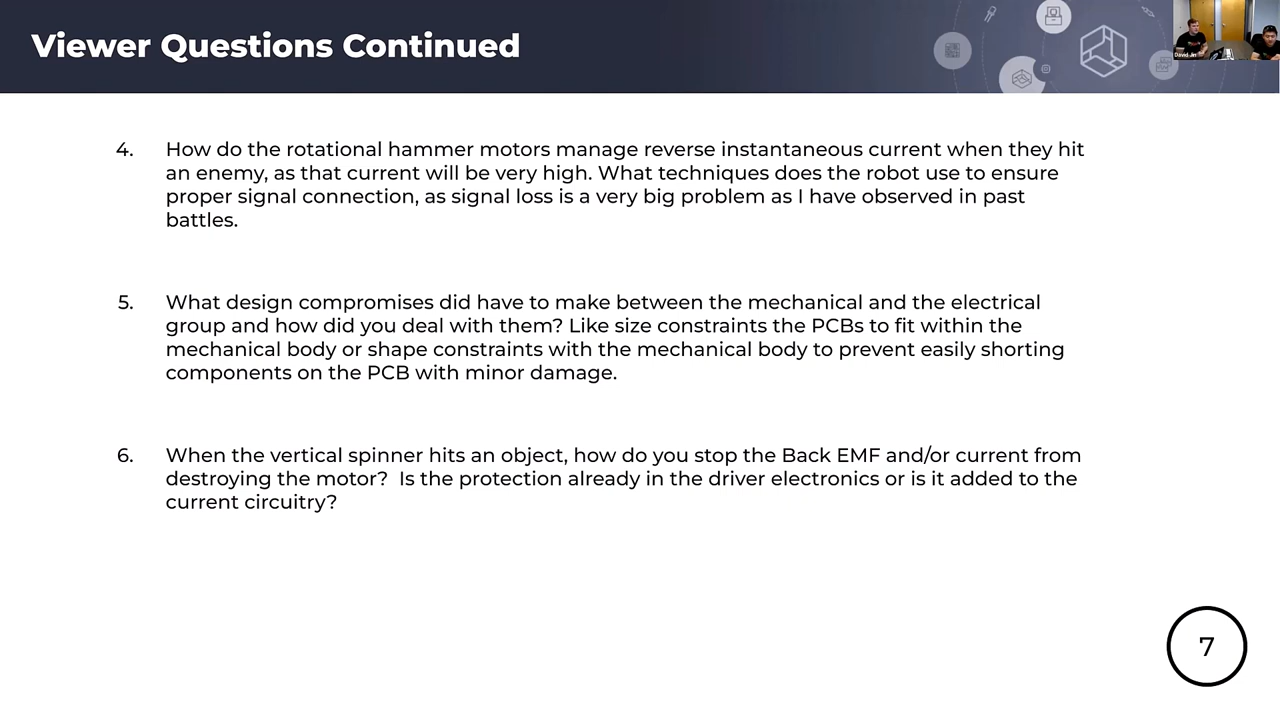 Viewer Questions Continued
David Jin
4. How do the rotational hammer motors manage reverse instantaneous current when they hit
an enemy, as that current will be very high. What techniques does the robot use to ensure
proper signal connection, as signal loss is a very big problem as I have observed in past
battles.
5. What design compromises did have to make between the mechanical and the electrical
group and how did you deal with them? Like size constraints the PCBs to fit within the
mechanical body or shape constraints with the mechanical body to prevent easily shorting
components on the PCB with minor damage.
6. When the vertical spinner hits an object, how do you stop the Back EMF and/or current from
destroying the motor?  Is the protection already in the driver electronics or is it added to the
current circuitry?
7